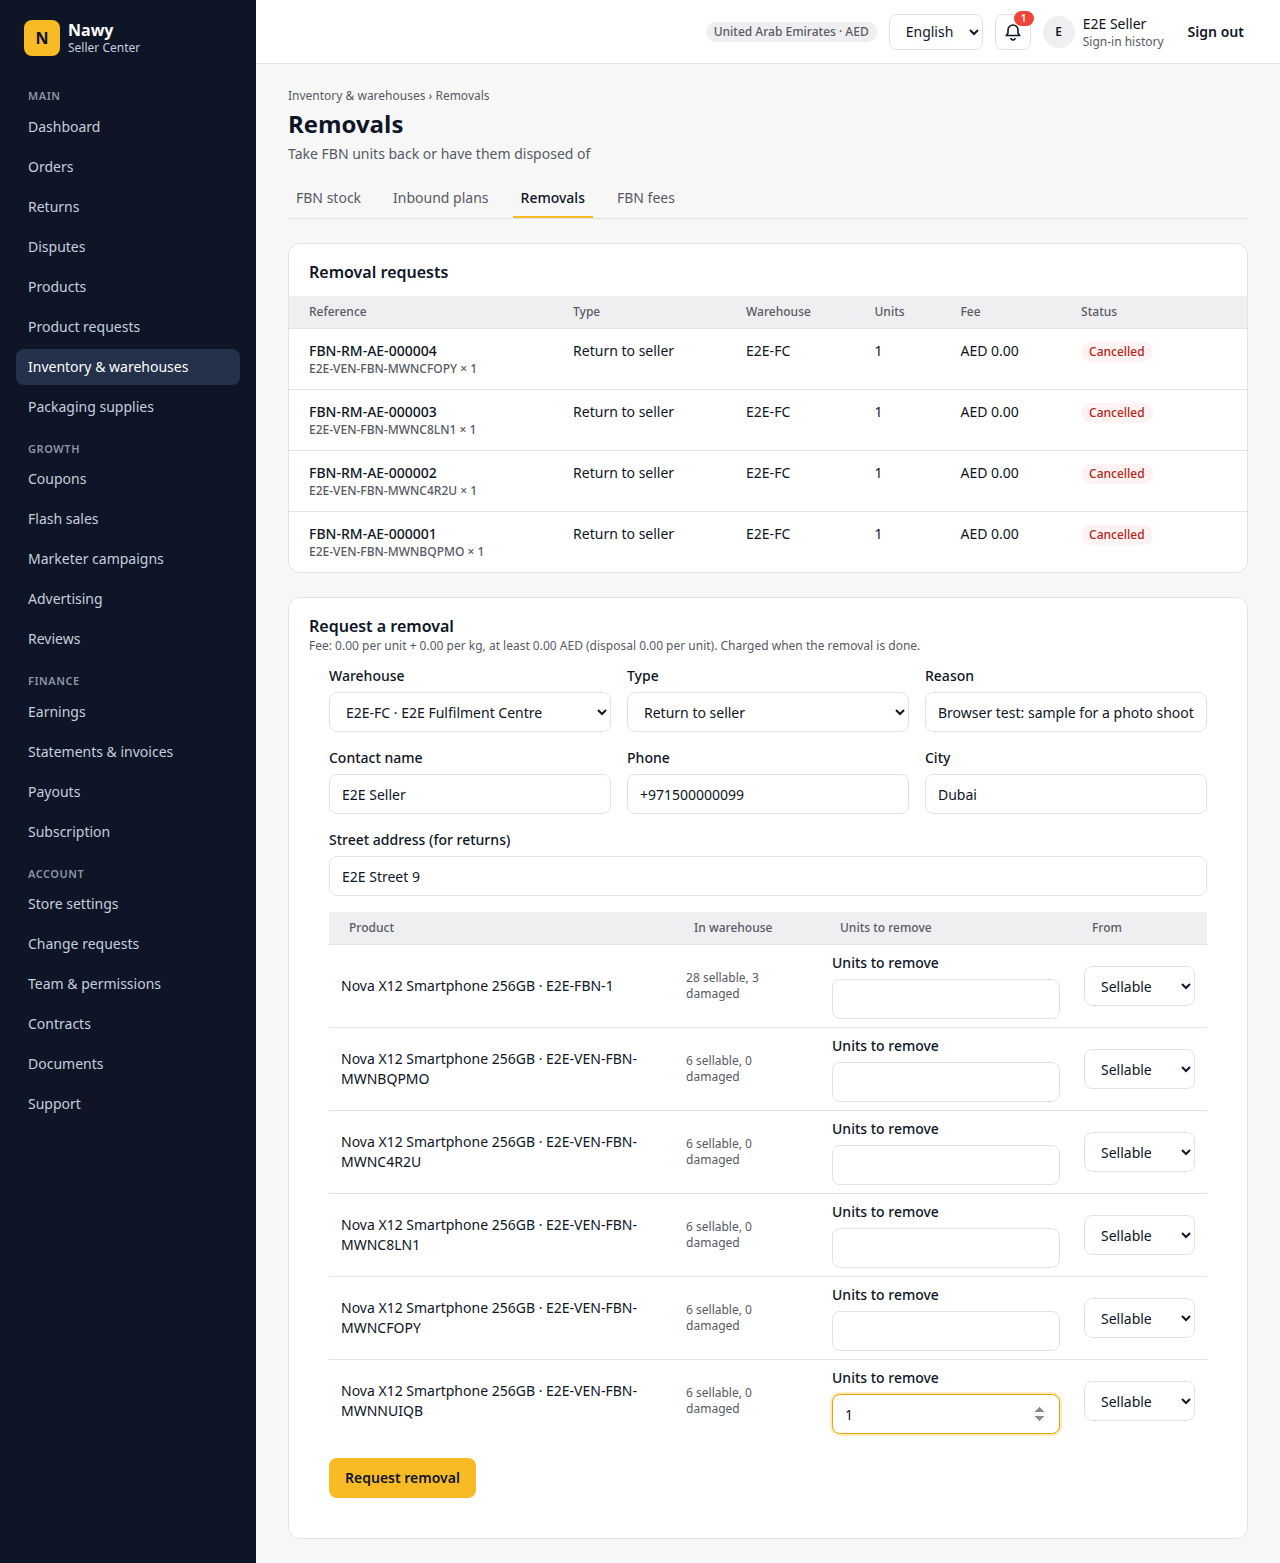 N
Nawy
Seller Center
United Arab Emirates · AED
English
1
E
E2E Seller
Sign-in history
Sign out
MAIN
Dashboard
Orders
Returns
Disputes
Products
Product requests
Inventory & warehouses
Packaging supplies
GROWTH
Coupons
Flash sales
Marketer campaigns
Advertising
Reviews
FINANCE
Earnings
Statements & invoices
Payouts
Subscription
ACCOUNT
Store settings
Change requests
Team & permissions
Contracts
Documents
Support
Inventory & warehouses › Removals
Removals
Take FBN units back or have them disposed of
FBN stock Inbound plans Removals FBN fees
Removal requests
Reference Type Warehouse Units Fee Status
FBN-RM-AE-000004 Return to seller E2E-FC 1 AED 0.00 Cancelled
E2E-VEN-FBN-MWNCFOPY × 1
FBN-RM-AE-000003 Return to seller E2E-FC 1 AED 0.00 Cancelled
E2E-VEN-FBN-MWNC8LN1 × 1
FBN-RM-AE-000002 Return to seller E2E-FC 1 AED 0.00 Cancelled
E2E-VEN-FBN-MWNC4R2U × 1
FBN-RM-AE-000001 Return to seller E2E-FC 1 AED 0.00 Cancelled
E2E-VEN-FBN-MWNBQPMO × 1
Request a removal
Fee: 0.00 per unit + 0.00 per kg, at least 0.00 AED (disposal 0.00 per unit). Charged when the removal is done.
Warehouse Type Reason
E2E-FC · E2E Fulfilment Centre Return to seller Browser test: sample for a photo shoot
Contact name Phone City
E2E Seller +971500000099 Dubai
Street address (for returns)
E2E Street 9
Product In warehouse Units to remove From
Units to remove
Nova X12 Smartphone 256GB · E2E-FBN-1 28 sellable, 3 Sellable
damaged
Units to remove
Nova X12 Smartphone 256GB · E2E-VEN-FBN- 6 sellable, 0 Sellable
MWNBQPMO damaged
Units to remove
Nova X12 Smartphone 256GB · E2E-VEN-FBN- 6 sellable, 0 Sellable
MWNC4R2U damaged
Units to remove
Nova X12 Smartphone 256GB · E2E-VEN-FBN- 6 sellable, 0 Sellable
MWNC8LN1 damaged
Units to remove
Nova X12 Smartphone 256GB · E2E-VEN-FBN- 6 sellable, 0 Sellable
MWNCFOPY damaged
Units to remove
Nova X12 Smartphone 256GB · E2E-VEN-FBN- 6 sellable, 0 1 Sellable
MWNNUIQB damaged
Request removal